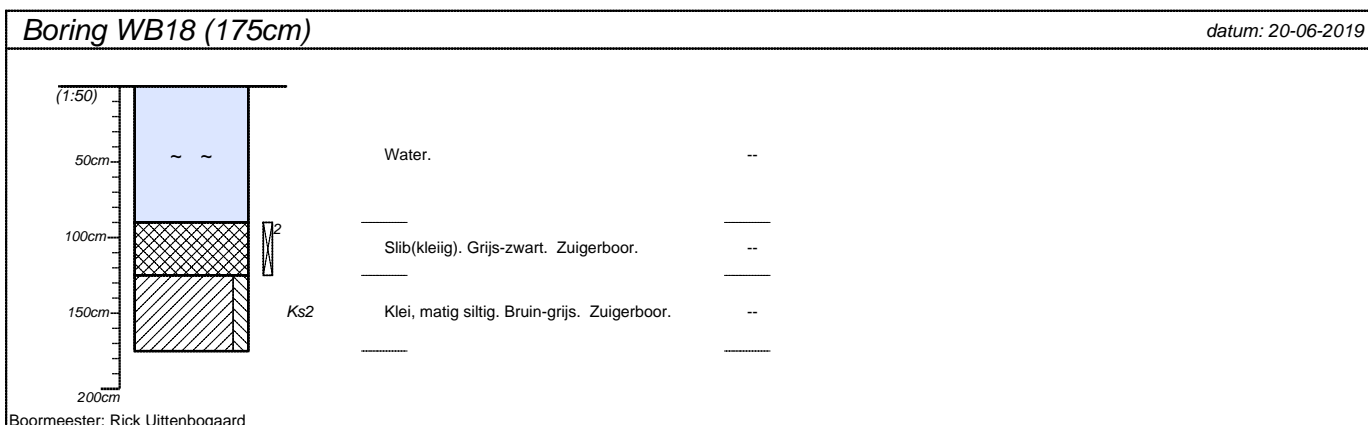 Boring WB18 (175cm) datum: 20-06-2019
(1:50)
50cm ~ ~ Water. --
100cm 2 Slib(kleiig). Grijs-zwart. Zuigerboor. --
150cm Ks2 Klei, matig siltig. Bruin-grijs. Zuigerboor. --
200cm
Boormeester: Rick Uittenbogaard